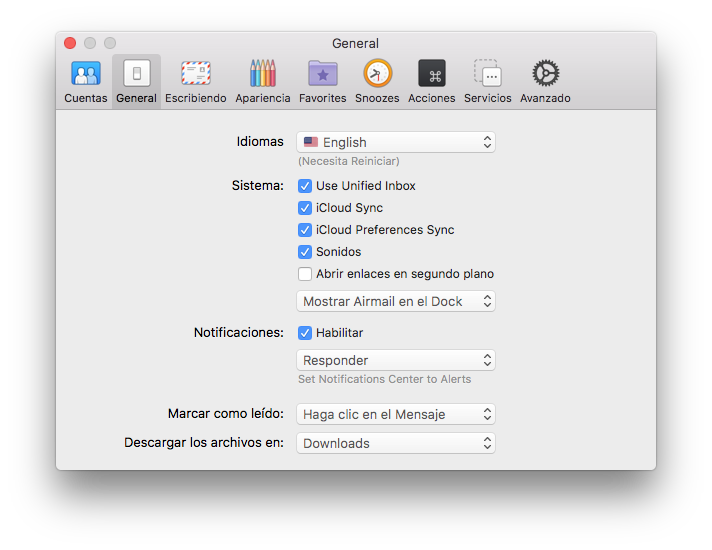 General
Cuentas General Escribiendo Apariencia Favorites Snoozes Acciones Servicios Avanzado
Idiomas English
(Necesita Reiniciar)
Sistema: Use Unified Inbox
iCloud Sync
iCloud Preferences Sync
Sonidos
Abrir enlaces en segundo plano
Mostrar Airmail en el Dock
Notificaciones: Habilitar
Responder
Set Notifications Center to Alerts
Marcar como leído: Haga clic en el Mensaje
Descargar los archivos en: Downloads